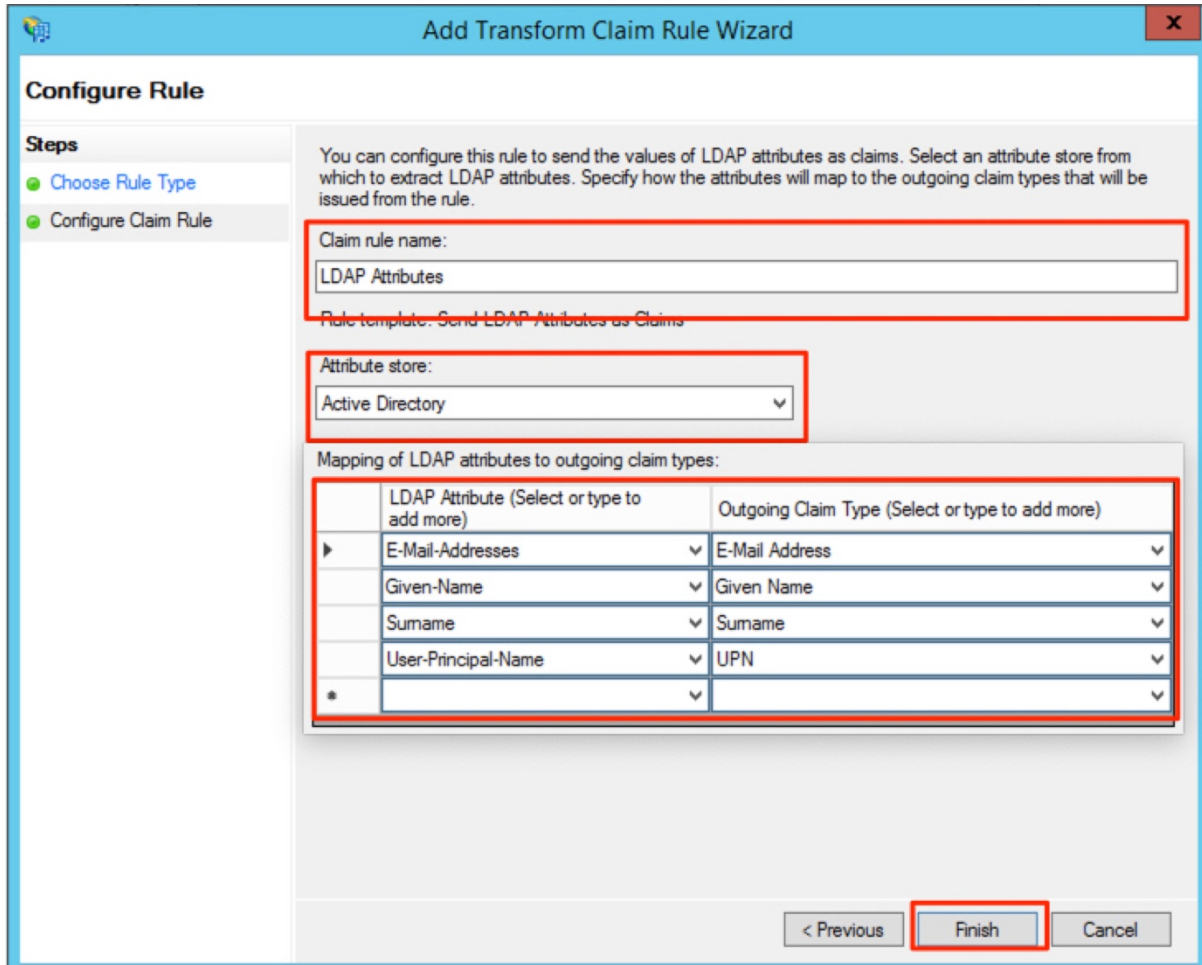 Add Transform Claim Rule Wizard
x
Configure Rule
Steps
Choose Rule Type
Configure Claim Rule
You can configure this rule to send the values of LDAP attributes as claims. Select an attribute store from
which to extract LDAP attributes. Specify how the attributes will map to the outgoing claim types that will be
issued from the rule.
Claim rule name:
LDAP Attributes
Rule template: Send LDAP Attributes as Claims
Attribute store:
Active Directory
Mapping of LDAP attributes to outgoing claim types:
LDAP Attribute (Select or type to
add more)
Outgoing Claim Type (Select or type to add more)
E-Mail-Addresses E-Mail Address
Given-Name Given Name
Surname Surname
User-Principal-Name UPN
*
< Previous Finish Cancel